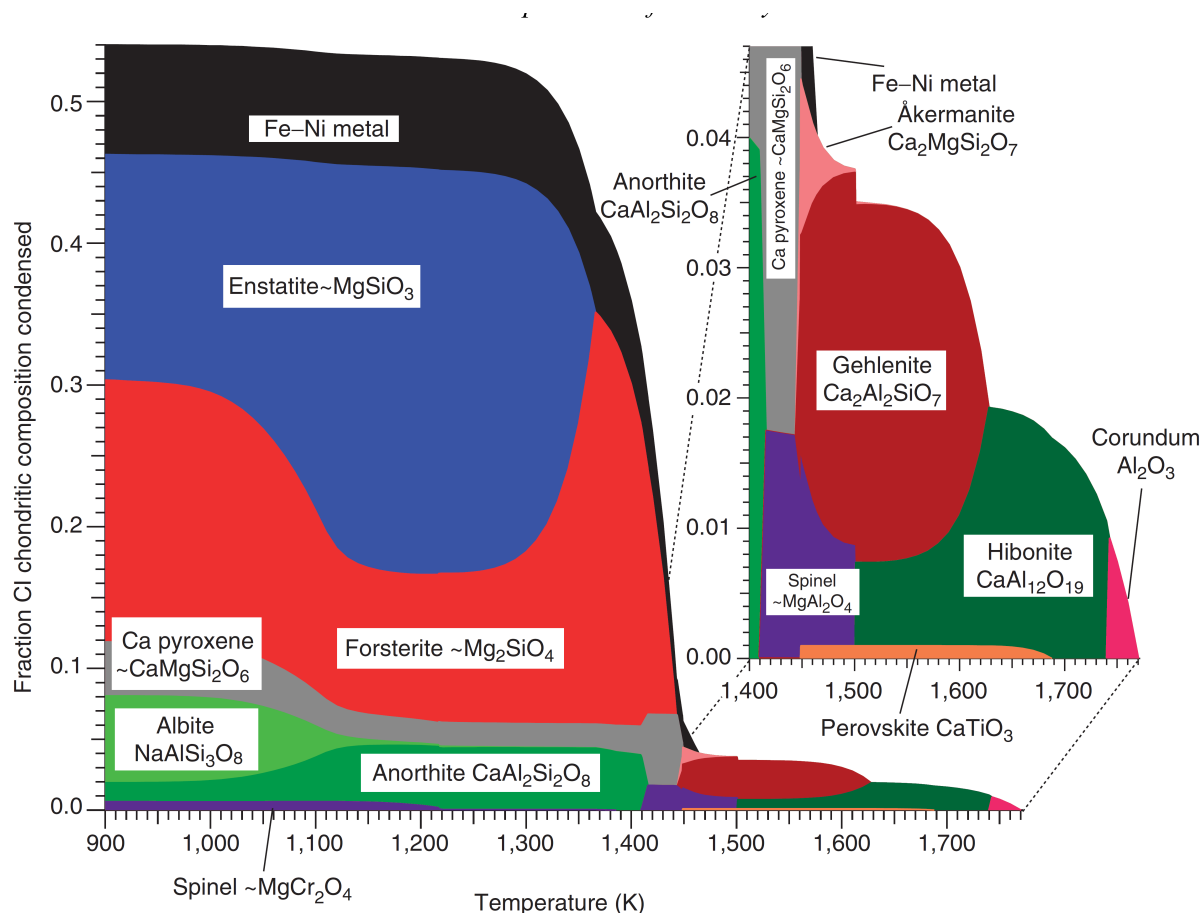 Fe–Ni metal
Enstatite~MgSiO₃
Forsterite ~Mg₂SiO₄
Ca pyroxene
~CaMgSi₂O₆
Albite
NaAlSi₃O₈
Anorthite CaAl₂Si₂O₈
Spinel ~MgCr₂O₄
Fraction CI chondritic composition condensed
0.5
0.4
0.3
0.2
0.1
0.0
900
1,000
1,100
1,200
1,300
1,400
1,500
1,600
1,700
Temperature (K)
Fe–Ni metal
Åkermanite
Ca₂MgSi₂O₇
Anorthite
CaAl₂Si₂O₈
Ca pyroxene ~CaMgSi₂O₆
Gehlenite
Ca₂Al₂SiO₇
Corundum
Al₂O₃
Hibonite
CaAl₁₂O₁₉
Spinel
~MgAl₂O₄
Perovskite CaTiO₃
0.04
0.03
0.02
0.01
0.00
1,400
1,500
1,600
1,700